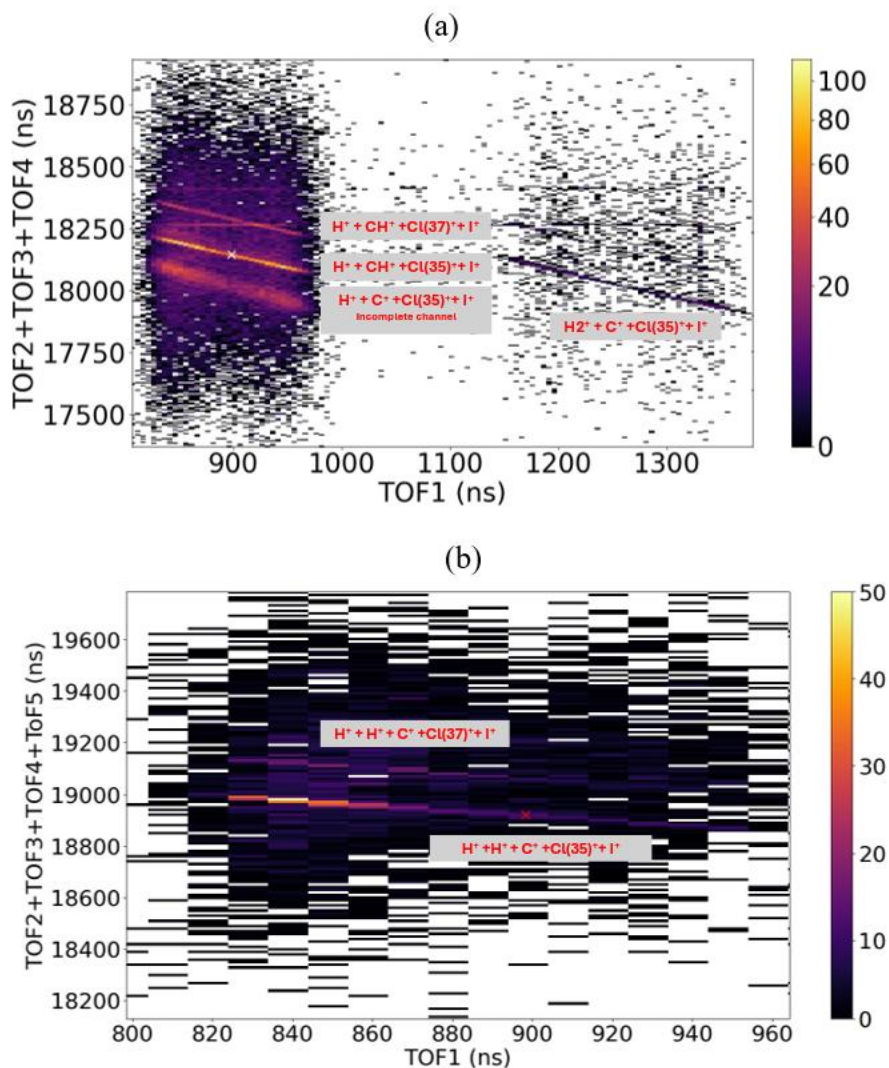 (a)
TOF2+TOF3+TOF4 (ns)
18750
18500
18250
18000
17750
17500
H⁺ + CH⁺ +Cl(37)⁺+ I⁺
H⁺ + CH⁺ +Cl(35)⁺+ I⁺
H⁺ + C⁺ +Cl(35)⁺+ I⁺
Incomplete channel
H2⁺ + C⁺ +Cl(35)⁺+ I⁺
900 1000 1100 1200 1300
TOF1 (ns)
100
80
60
40
20
0
(b)
TOF2+TOF3+TOF4+ToF5 (ns)
19600
19400
19200
19000
18800
18600
18400
18200
H⁺ + H⁺ + C⁺ +Cl(37)⁺+ I⁺
H⁺ +H⁺ + C⁺ +Cl(35)⁺+ I⁺
800 820 840 860 880 900 920 940 960
TOF1 (ns)
50
40
30
20
10
0